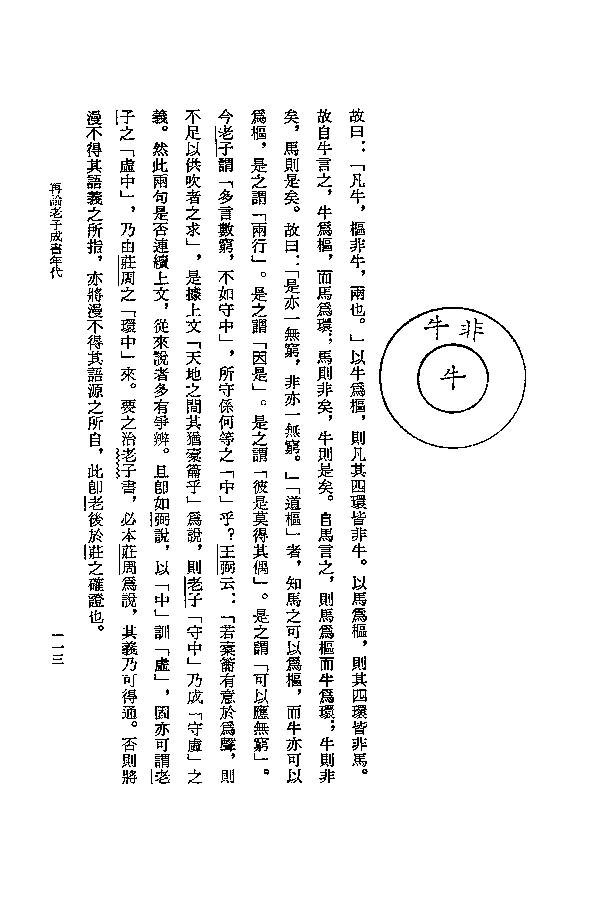 非牛
牛
故曰：「凡牛，樞非牛，兩也。」以牛爲樞，則凡其四環皆非牛。以馬爲樞，則其四環皆非馬。
故自牛言之，牛爲樞，而馬爲環；馬則非矣，牛則是矣。自馬言之，則馬爲樞而牛爲環；牛則非
矣，馬則是矣。故曰：「是亦一無窮，非亦一無窮。」「道樞」者，知馬之可以爲樞，而牛亦可以
爲樞，是之謂「兩行」。是之謂「因是」。是之謂「彼是莫得其偶」。是之謂「可以應無窮」。
今老子謂「多言數窮，不如守中」，所守係何等之「中」乎？王弼云：「若橐籥有意於爲聲，則
不足以供吹者之求」，是據上文「天地之間其猶橐籥乎」爲說，則老子「守中」乃成「守虛」之
義。然此兩句是否連續上文，從來說者多有爭辨。且卽如弼說，以「中」訓「虛」，固亦可謂老
子之「虛中」，乃由莊周之「環中」來。要之治老子書，必本莊周爲說，其義乃可得通。否則將
漫不得其語義之所指，亦將漫不得其語源之所自，此卽老後於莊之確證也。
再論老子成書年代
一一三